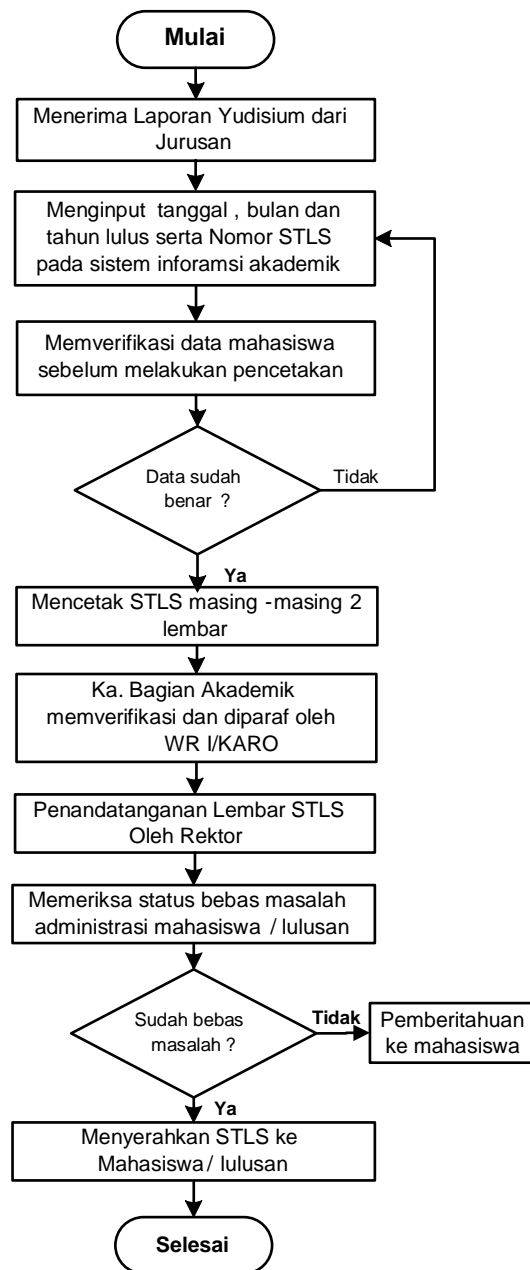 Mulai
Menerima Laporan Yudisium dari
Jurusan
Menginput tanggal , bulan dan
tahun lulus serta Nomor STLS
pada sistem inforamsi akademik
Memverifikasi data mahasiswa
sebelum melakukan pencetakan
Data sudah
benar ?
Tidak
Ya
Mencetak STLS masing -masing 2
lembar
Ka. Bagian Akademik
memverifikasi dan diparaf oleh
WR I/KARO
Penandatanganan Lembar STLS
Oleh Rektor
Memeriksa status bebas masalah
administrasi mahasiswa / lulusan
Sudah bebas
masalah ?
Tidak
Pemberitahuan
ke mahasiswa
Ya
Menyerahkan STLS ke
Mahasiswa / lulusan
Selesai